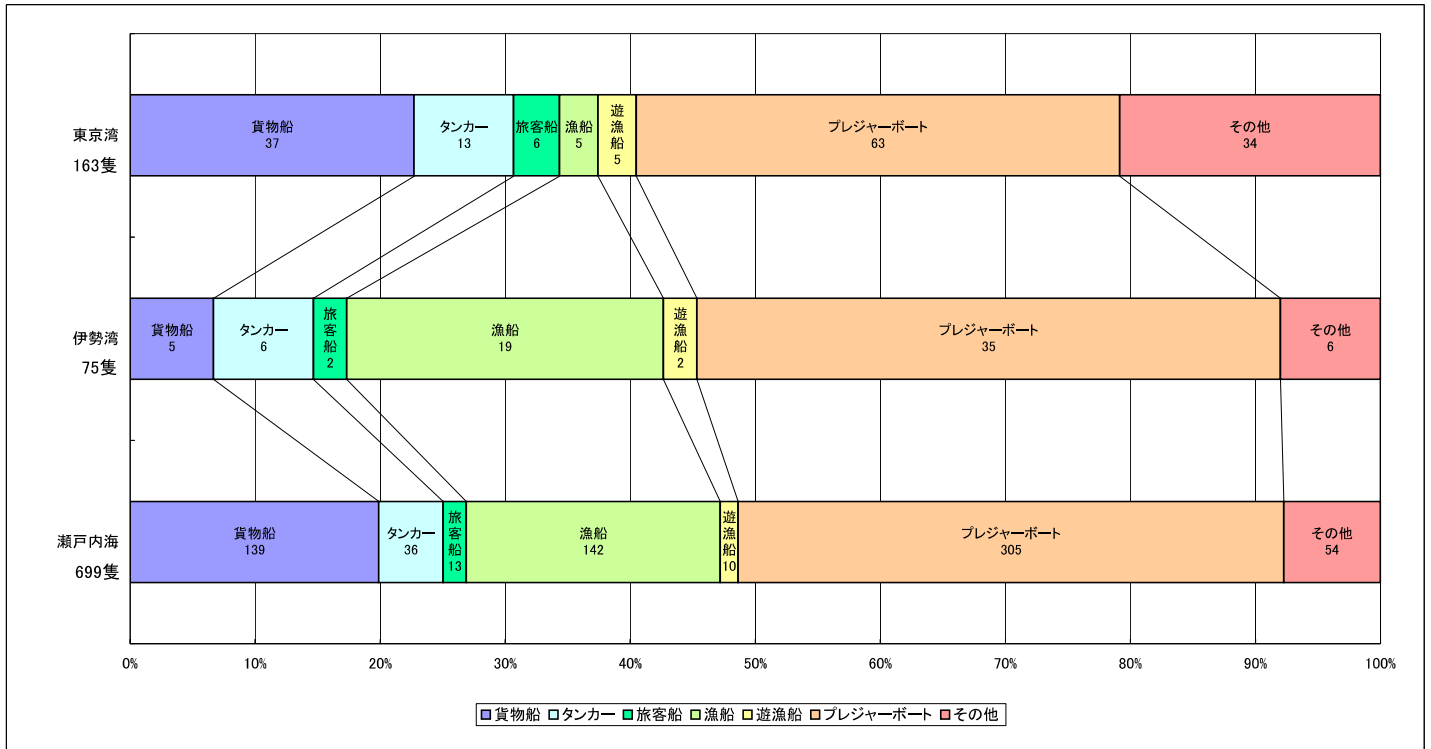 東京湾
163隻
貨物船
37
タンカー
13
旅客船
6
漁船
5
遊漁船
5
プレジャーボート
63
その他
34
伊勢湾
75隻
貨物船
5
タンカー
6
旅客船
2
漁船
19
遊漁船
2
プレジャーボート
35
その他
6
瀬戸内海
699隻
貨物船
139
タンカー
36
旅客船
13
漁船
142
遊漁船
10
プレジャーボート
305
その他
54
0% 10% 20% 30% 40% 50% 60% 70% 80% 90% 100%
貨物船 タンカー 旅客船 漁船 遊漁船 プレジャーボート その他